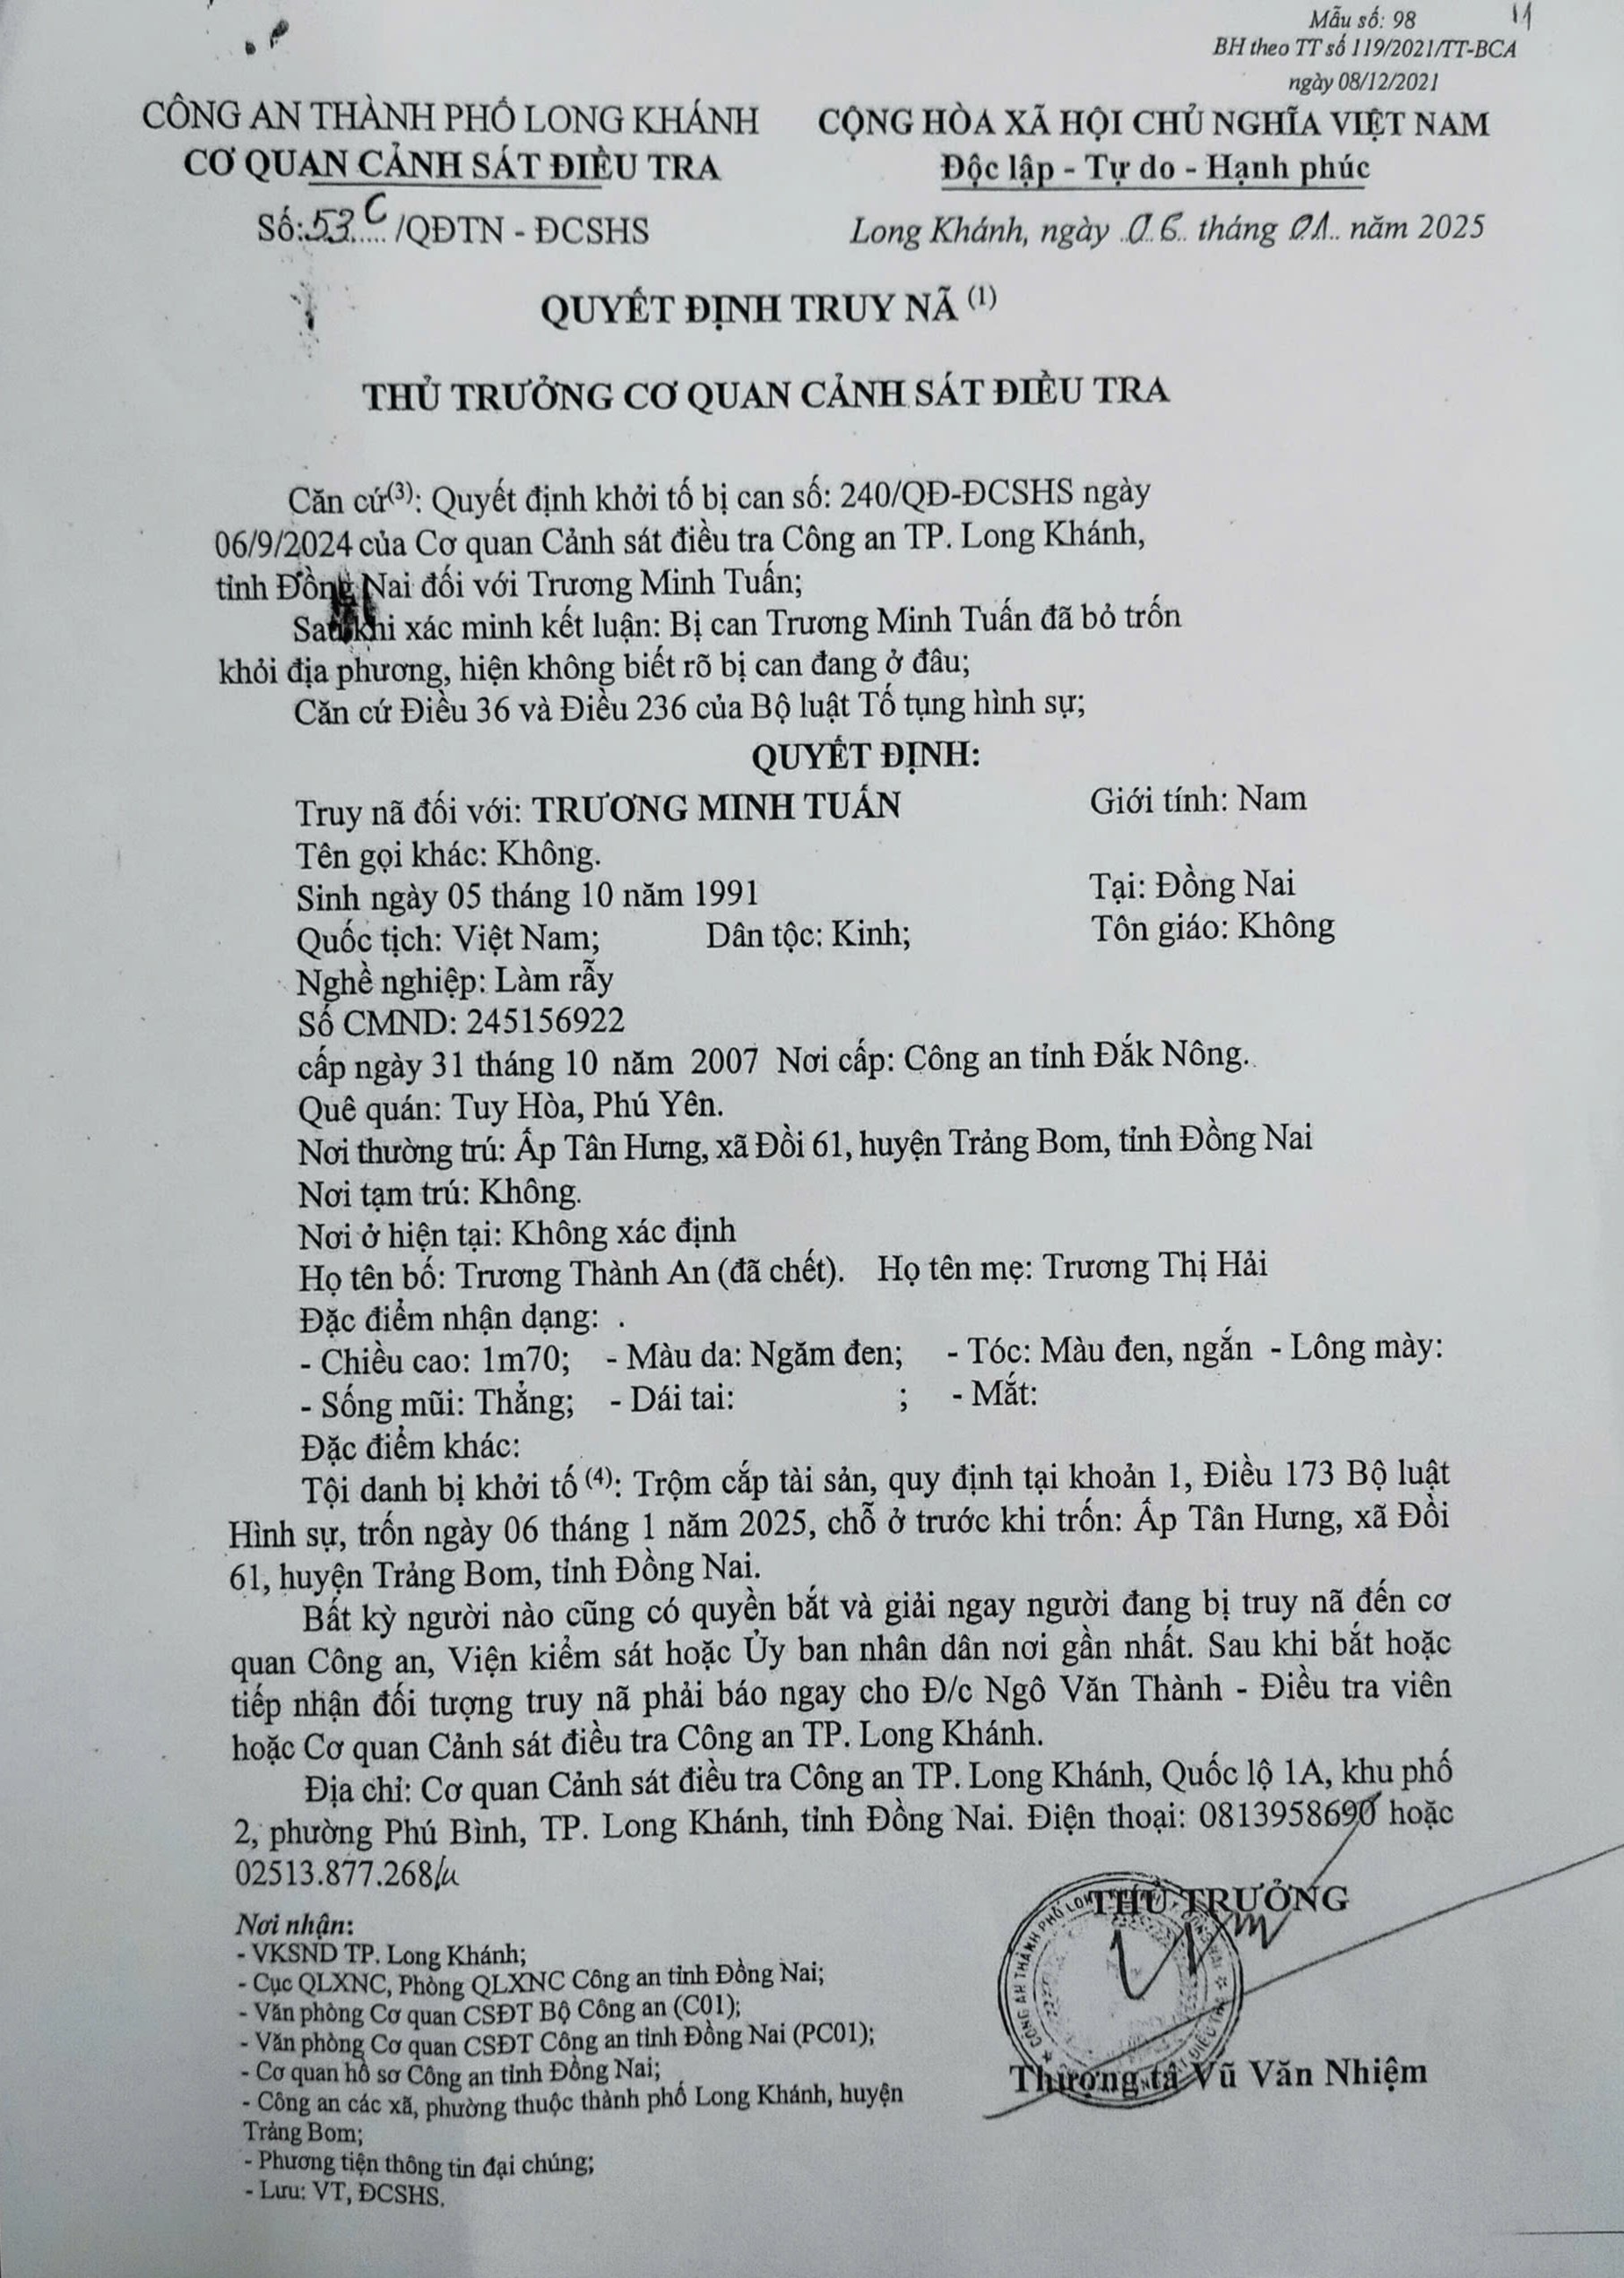 Mẫu số: 98
BH theo TT số 119/2021/TT-BCA
ngày 08/12/2021
CÔNG AN THÀNH PHỐ LONG KHÁNH
CƠ QUAN CẢNH SÁT ĐIỀU TRA
CỘNG HÒA XÃ HỘI CHỦ NGHĨA VIỆT NAM
Độc lập - Tự do - Hạnh phúc
Số:53C...../QĐTN - ĐCSHS
Long Khánh, ngày .06.. tháng .01.. năm 2025
QUYẾT ĐỊNH TRUY NÃ (1)
THỦ TRƯỞNG CƠ QUAN CẢNH SÁT ĐIỀU TRA
Căn cứ(3): Quyết định khởi tố bị can số: 240/QĐ-ĐCSHS ngày
06/9/2024 của Cơ quan Cảnh sát điều tra Công an TP. Long Khánh,
tỉnh Đồng Nai đối với Trương Minh Tuấn;
Sau khi xác minh kết luận: Bị can Trương Minh Tuấn đã bỏ trốn
khỏi địa phương, hiện không biết rõ bị can đang ở đâu;
Căn cứ Điều 36 và Điều 236 của Bộ luật Tố tụng hình sự;
QUYẾT ĐỊNH:
Truy nã đối với: TRƯƠNG MINH TUẤN Giới tính: Nam
Tên gọi khác: Không.
Sinh ngày 05 tháng 10 năm 1991 Tại: Đồng Nai
Quốc tịch: Việt Nam; Dân tộc: Kinh; Tôn giáo: Không
Nghề nghiệp: Làm rẫy
Số CMND: 245156922
cấp ngày 31 tháng 10 năm 2007 Nơi cấp: Công an tỉnh Đắk Nông.
Quê quán: Tuy Hòa, Phú Yên.
Nơi thường trú: Ấp Tân Hưng, xã Đồi 61, huyện Trảng Bom, tỉnh Đồng Nai
Nơi tạm trú: Không.
Nơi ở hiện tại: Không xác định
Họ tên bố: Trương Thành An (đã chết). Họ tên mẹ: Trương Thị Hải
Đặc điểm nhận dạng: .
- Chiều cao: 1m70; - Màu da: Ngăm đen; - Tóc: Màu đen, ngắn - Lông mày:
- Sống mũi: Thẳng; - Dái tai: ; - Mắt:
Đặc điểm khác:
Tội danh bị khởi tố (4): Trộm cắp tài sản, quy định tại khoản 1, Điều 173 Bộ luật
Hình sự, trốn ngày 06 tháng 1 năm 2025, chỗ ở trước khi trốn: Ấp Tân Hưng, xã Đồi
61, huyện Trảng Bom, tỉnh Đồng Nai.
Bất kỳ người nào cũng có quyền bắt và giải ngay người đang bị truy nã đến cơ
quan Công an, Viện kiểm sát hoặc Ủy ban nhân dân nơi gần nhất. Sau khi bắt hoặc
tiếp nhận đối tượng truy nã phải báo ngay cho Đ/c Ngô Văn Thành - Điều tra viên
hoặc Cơ quan Cảnh sát điều tra Công an TP. Long Khánh.
Địa chỉ: Cơ quan Cảnh sát điều tra Công an TP. Long Khánh, Quốc lộ 1A, khu phố
2, phường Phú Bình, TP. Long Khánh, tỉnh Đồng Nai. Điện thoại: 0813958690 hoặc
02513.877.268/
Nơi nhận:
- VKSND TP. Long Khánh;
- Cục QLXNC, Phòng QLXNC Công an tỉnh Đồng Nai;
- Văn phòng Cơ quan CSĐT Bộ Công an (C01);
- Văn phòng Cơ quan CSĐT Công an tỉnh Đồng Nai (PC01);
- Cơ quan hồ sơ Công an tỉnh Đồng Nai;
- Công an các xã, phường thuộc thành phố Long Khánh, huyện
Trảng Bom;
- Phương tiện thông tin đại chúng;
- Lưu: VT, ĐCSHS.
THỦ TRƯỞNG
CÔNG AN THÀNH PHỐ LONG
Thượng tá Vũ Văn Nhiệm